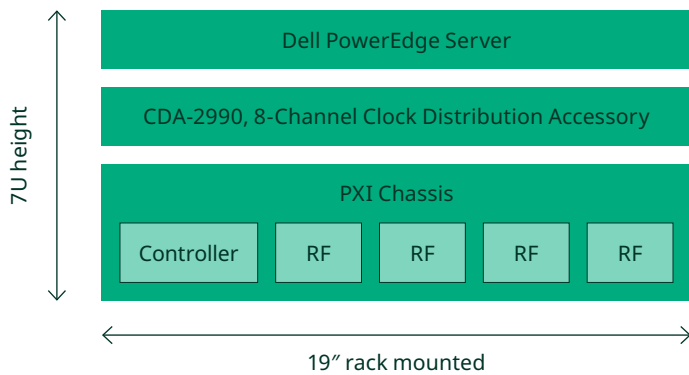 Dell PowerEdge Server
CDA-2990, 8-Channel Clock Distribution Accessory
7U height
PXI Chassis
Controller RF RF RF RF
19″ rack mounted